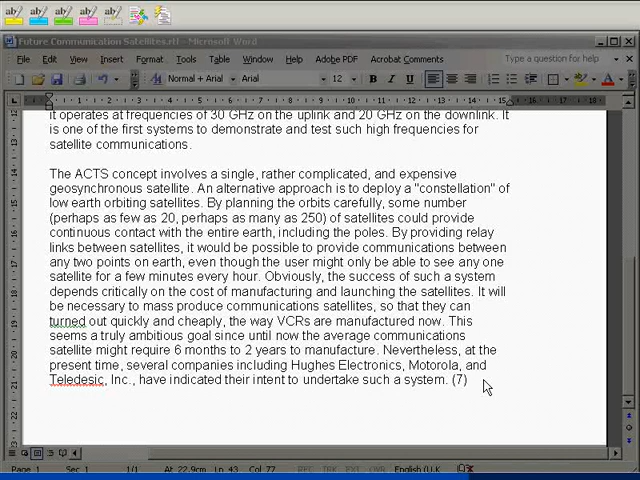 Future Communication Satellites.rtf - Microsoft Word
File Edit View Insert Format Tools Table Window Help Adobe PDF Acrobat Comments Type a question for help
Normal + Arial Arial 12 B I U
it operates at frequencies of 30 GHz on the uplink and 20 GHz on the downlink. It
is one of the first systems to demonstrate and test such high frequencies for
satellite communications.
The ACTS concept involves a single, rather complicated, and expensive
geosynchronous satellite. An alternative approach is to deploy a "constellation" of
low earth orbiting satellites. By planning the orbits carefully, some number
(perhaps as few as 20, perhaps as many as 250) of satellites could provide
continuous contact with the entire earth, including the poles. By providing relay
links between satellites, it would be possible to provide communications between
any two points on earth, even though the user might only be able to see any one
satellite for a few minutes every hour. Obviously, the success of such a system
depends critically on the cost of manufacturing and launching the satellites. It will
be necessary to mass produce communications satellites, so that they can
turned out quickly and cheaply, the way VCRs are manufactured now. This
seems a truly ambitious goal since until now the average communications
satellite might require 6 months to 2 years to manufacture. Nevertheless, at the
present time, several companies including Hughes Electronics, Motorola, and
Teledesic, Inc., have indicated their intent to undertake such a system. (7)
Page 1 Sec 1 1/1 At 22.9cm Ln 43 Col 77 REC TRK EXT OVR English (U.K